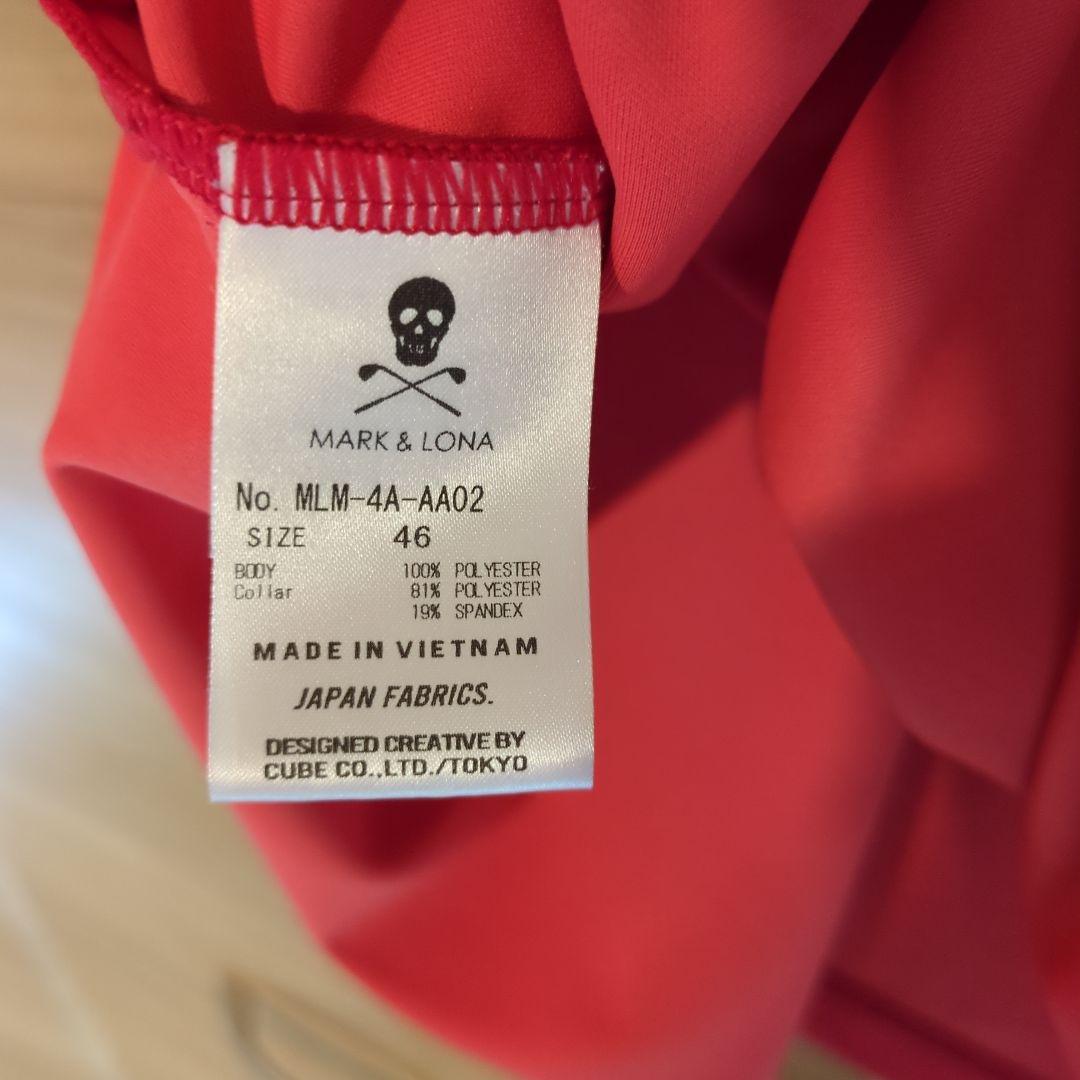 MARK & LONA
No. MLM-4A-AA02
SIZE 46
BODY 100% POLYESTER
Collar 81% POLYESTER
19% SPANDEX
MADE IN VIETNAM
JAPAN FABRICS.
DESIGNED CREATIVE BY
CUBE CO.,LTD./TOKYO